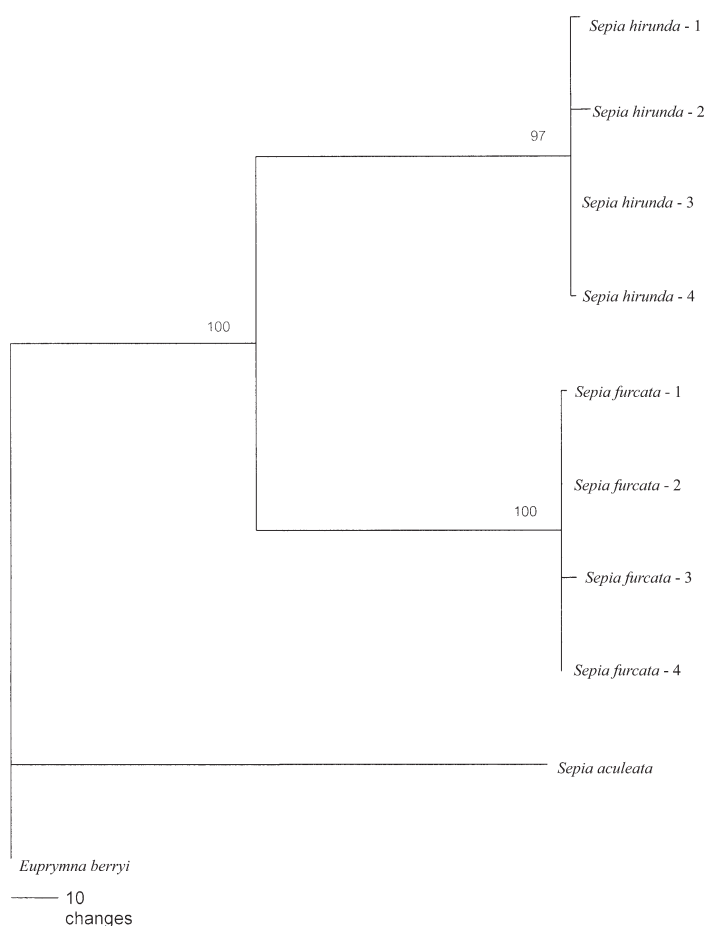 Sepia hirunda - 1
Sepia hirunda - 2
97
Sepia hirunda - 3
Sepia hirunda - 4
100
Sepia furcata - 1
Sepia furcata - 2
100
Sepia furcata - 3
Sepia furcata - 4
Sepia aculeata
Euprymna berryi
10
changes